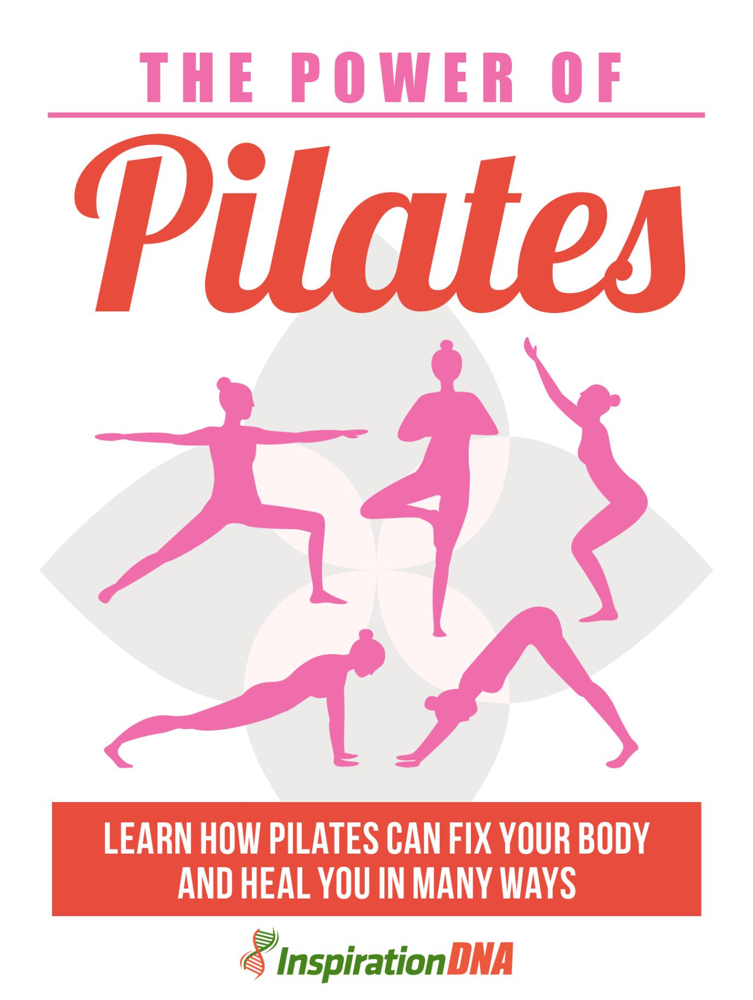 THE POWER OF
Pilates
LEARN HOW PILATES CAN FIX YOUR BODY
AND HEAL YOU IN MANY WAYS
InspirationDNA